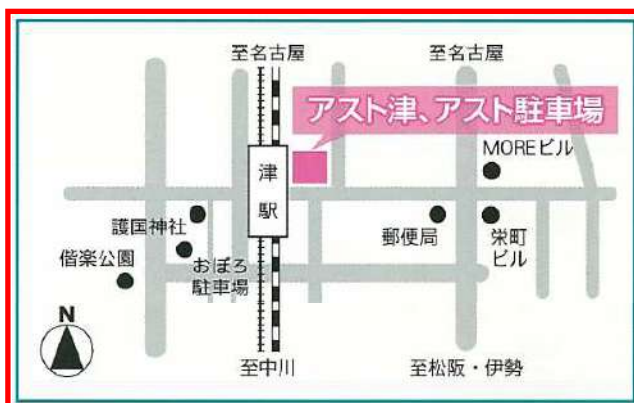 至名古屋
至名古屋
アスト津、アスト駐車場
MOREビル
津
駅
護国神社
郵便局
栄町
ビル
偕楽公園
おぼろ
駐車場
N
至中川
至松阪・伊勢